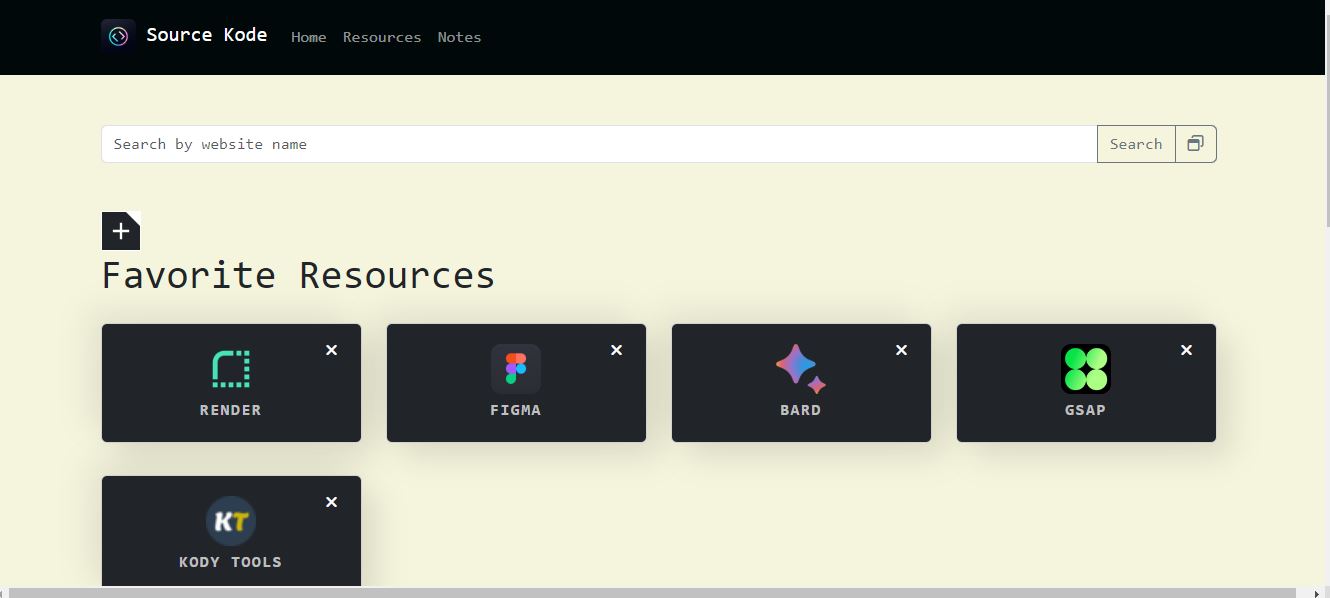 Source Kode Home Resources Notes
Search by website name Search
Favorite Resources
RENDER FIGMA BARD GSAP
KT
KODY TOOLS